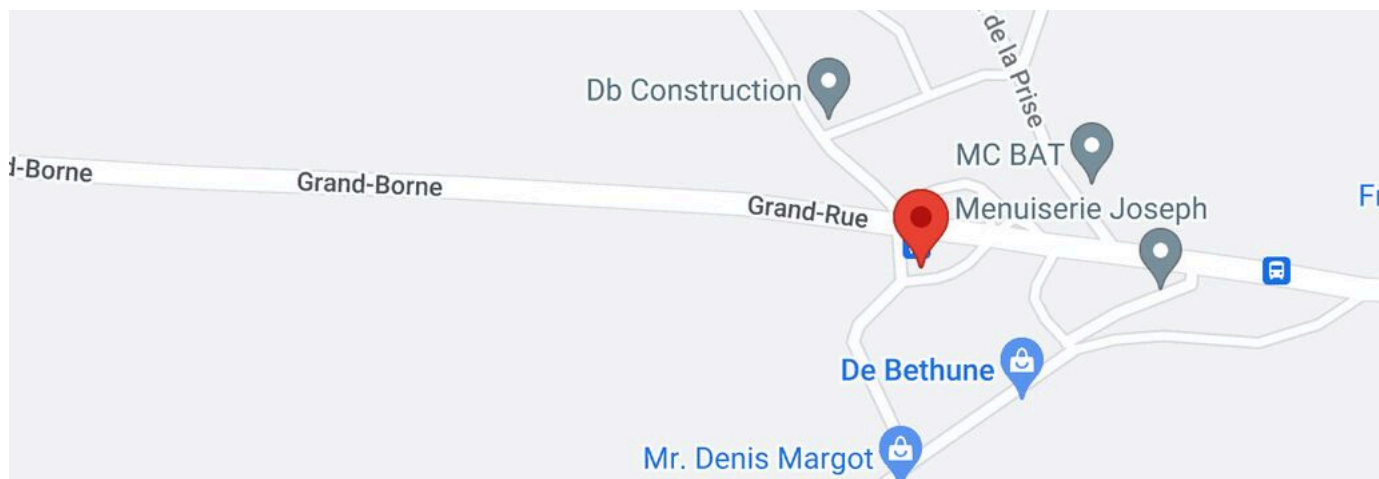 de la Prise
Db Construction
MC BAT
d-Borne
Grand-Borne
Grand-Rue
Menuiserie Joseph
De Bethune
Mr. Denis Margot